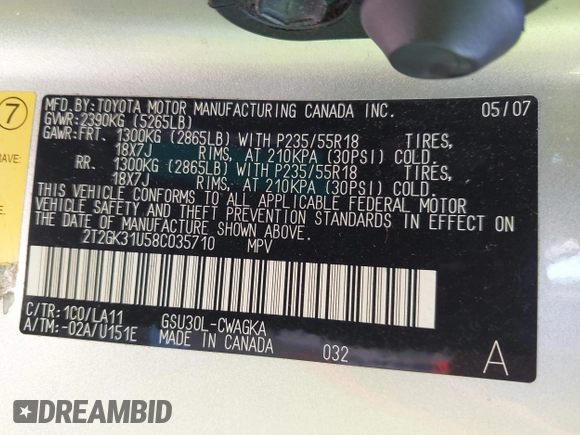 7
MAVE:
MFD. BY: TOYOTA MOTOR MANUFACTURING CANADA INC. 05/07
GVWR: 2390KG (5265LB)
GAWR: FRT. 1300KG (2865LB) WITH P235/55R18 TIRES,
18X7J RIMS, AT 210KPA (30PSI) COLD.
RR. 1300KG (2865LB) WITH P235/55R18 TIRES,
18X7J RIMS, AT 210KPA (30PSI) COLD.
THIS VEHICLE CONFORMS TO ALL APPLICABLE FEDERAL MOTOR
VEHICLE SAFETY AND THEFT PREVENTION STANDARDS IN EFFECT ON
THE DATE OF MANUFACTURE SHOWN ABOVE.
2T2GK31U58C035710 MPV
C/TR: 1C0/LA11 GSU30L-CWAGKA
A/TM: -02A/U151E MADE IN CANADA 032 A
DREAMBID